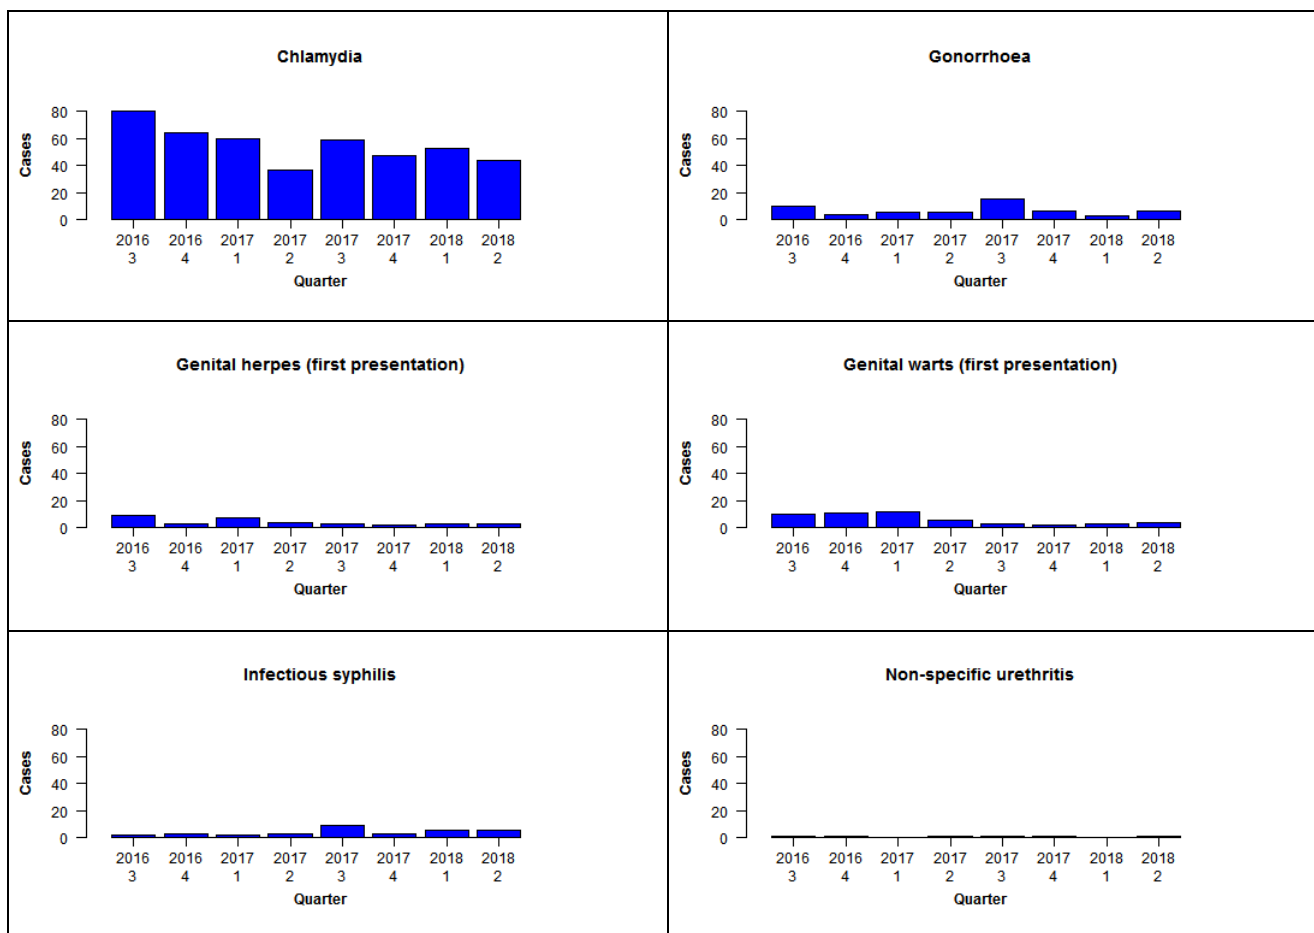 Chlamydia
Cases
80
60
40
20
0
2016 2016 2017 2017 2017 2017 2018 2018
3 4 1 2 3 4 1 2
Quarter
Gonorrhoea
Cases
80
60
40
20
0
2016 2016 2017 2017 2017 2017 2018 2018
3 4 1 2 3 4 1 2
Quarter
Genital herpes (first presentation)
Cases
80
60
40
20
0
2016 2016 2017 2017 2017 2017 2018 2018
3 4 1 2 3 4 1 2
Quarter
Genital warts (first presentation)
Cases
80
60
40
20
0
2016 2016 2017 2017 2017 2017 2018 2018
3 4 1 2 3 4 1 2
Quarter
Infectious syphilis
Cases
80
60
40
20
0
2016 2016 2017 2017 2017 2017 2018 2018
3 4 1 2 3 4 1 2
Quarter
Non-specific urethritis
Cases
80
60
40
20
0
2016 2016 2017 2017 2017 2017 2018 2018
3 4 1 2 3 4 1 2
Quarter